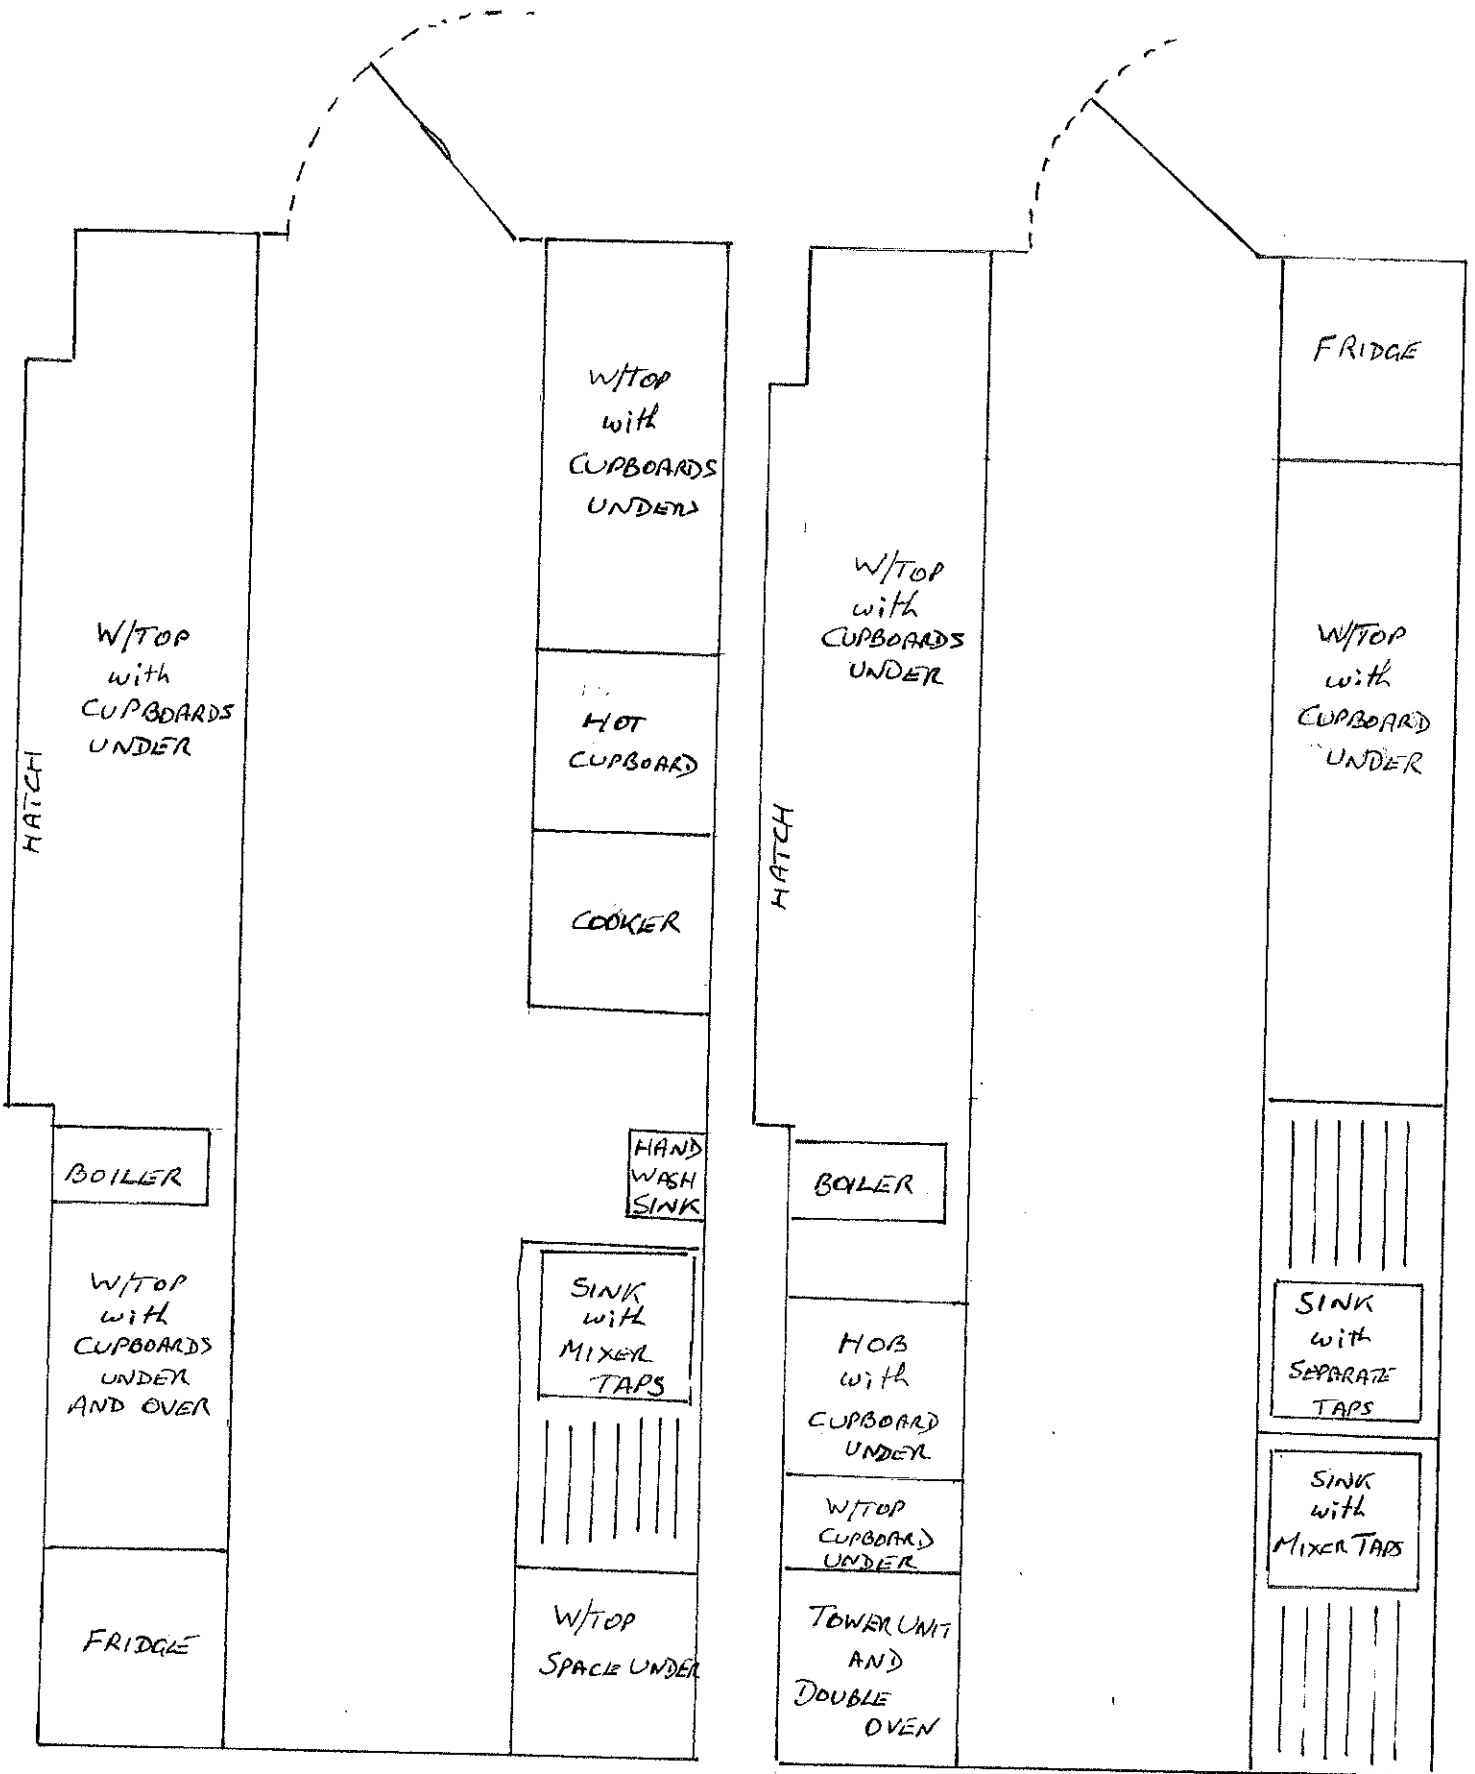 HATCH
W/TOP
with
CUPBOARDS
UNDER
BOILER
W/TOP
with
CUPBOARDS
UNDER
AND OVER
FRIDGE
W/TOP
with
CUPBOARDS
UNDER
HOT
CUPBOARD
COOKER
HAND
WASH
SINK
SINK
with
MIXER
TAPS
W/TOP
SPACE UNDER
HATCH
W/TOP
with
CUPBOARDS
UNDER
BOILER
HOB
with
CUPBOARD
UNDER
W/TOP
CUPBOARD
UNDER
TOWER UNIT
AND
DOUBLE
OVEN
FRIDGE
W/TOP
with
CUPBOARD
UNDER
SINK
with
SEPARATE
TAPS
SINK
with
MIXER TAPS